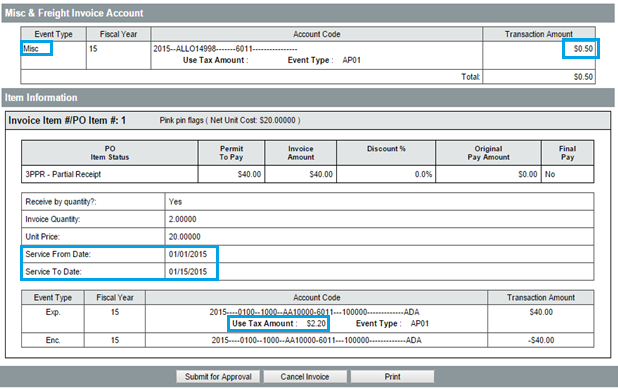 Misc & Freight Invoice Account
Event Type Fiscal Year Account Code Transaction Amount
Misc 15 2015--ALLO14998-------6011---------------- $0.50
Use Tax Amount : Event Type : AP01
Total: $0.50
Item Information
Invoice Item #/PO Item #: 1 Pink pin flags ( Net Unit Cost: $20.00000 )
PO Permit Invoice Discount % Original Final
Item Status To Pay Amount Pay Amount Pay
3PPR - Partial Receipt $40.00 $40.00 0.0% $0.00 No
Receive by quantity?: Yes
Invoice Quantity: 2.00000
Unit Price: 20.00000
Service From Date: 01/01/2015
Service To Date: 01/15/2015
Event Type Fiscal Year Account Code Transaction Amount
Exp. 15 2015----0100--1000--AA10000-6011---100000-------------ADA $40.00
Use Tax Amount : $2.20 Event Type : AP01
Enc. 15 2015----0100--1000--AA10000-6011---100000-------------ADA -$40.00
Submit for Approval Cancel Invoice Print